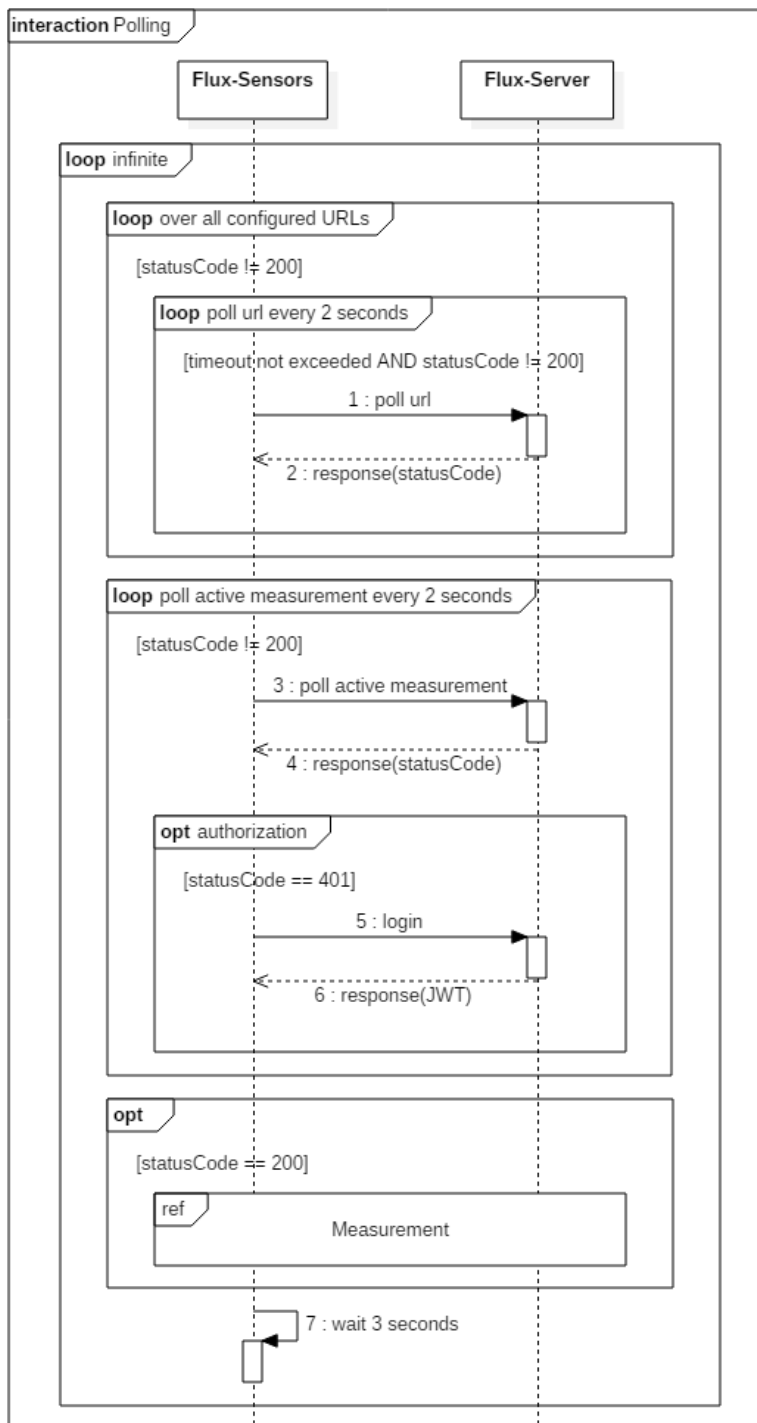 interaction Polling
Flux-Sensors
Flux-Server
loop infinite
loop over all configured URLs
[statusCode != 200]
loop poll url every 2 seconds
[timeout not exceeded AND statusCode != 200]
1 : poll url
2 : response(statusCode)
loop poll active measurement every 2 seconds
[statusCode != 200]
3 : poll active measurement
4 : response(statusCode)
opt authorization
[statusCode == 401]
5 : login
6 : response(JWT)
opt
[statusCode == 200]
ref
Measurement
7 : wait 3 seconds